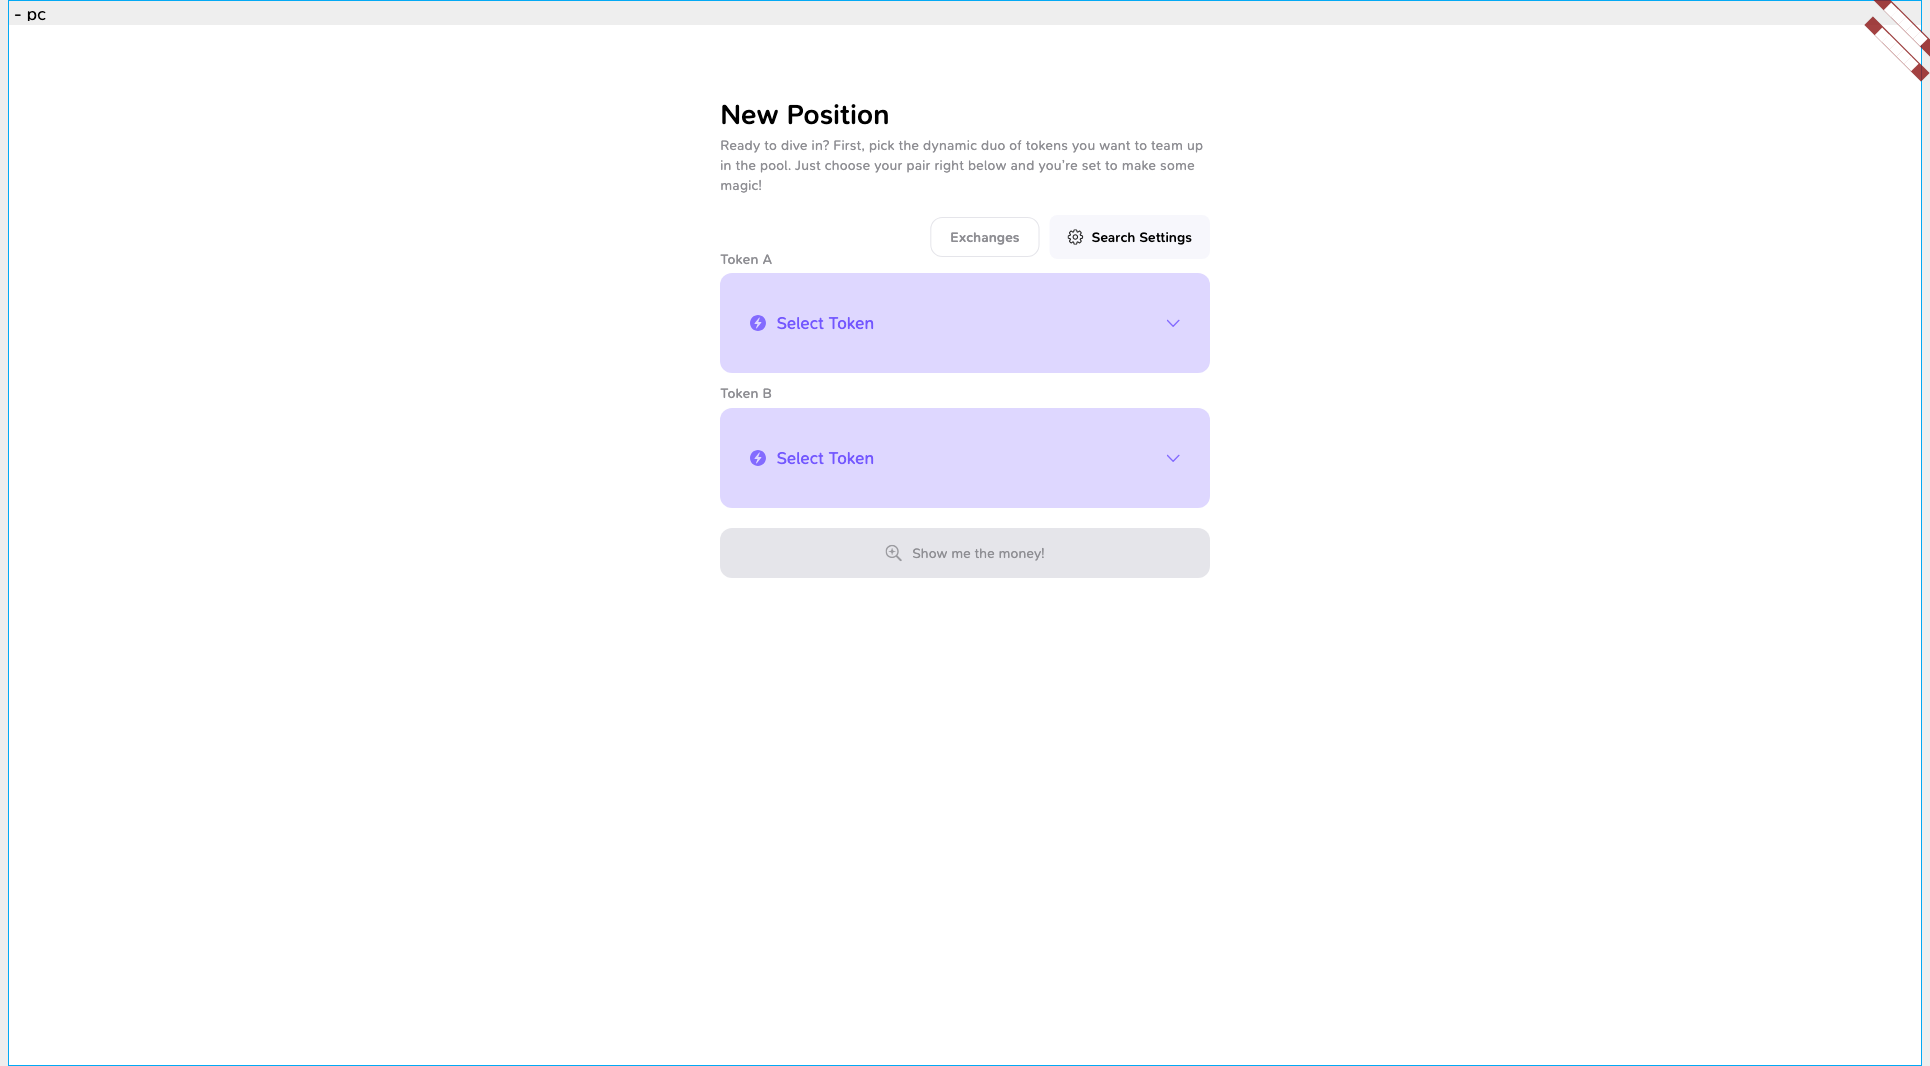 - pc
New Position
Ready to dive in? First, pick the dynamic duo of tokens you want to team up
in the pool. Just choose your pair right below and you're set to make some
magic!
Exchanges
Search Settings
Token A
Select Token
Token B
Select Token
Show me the money!